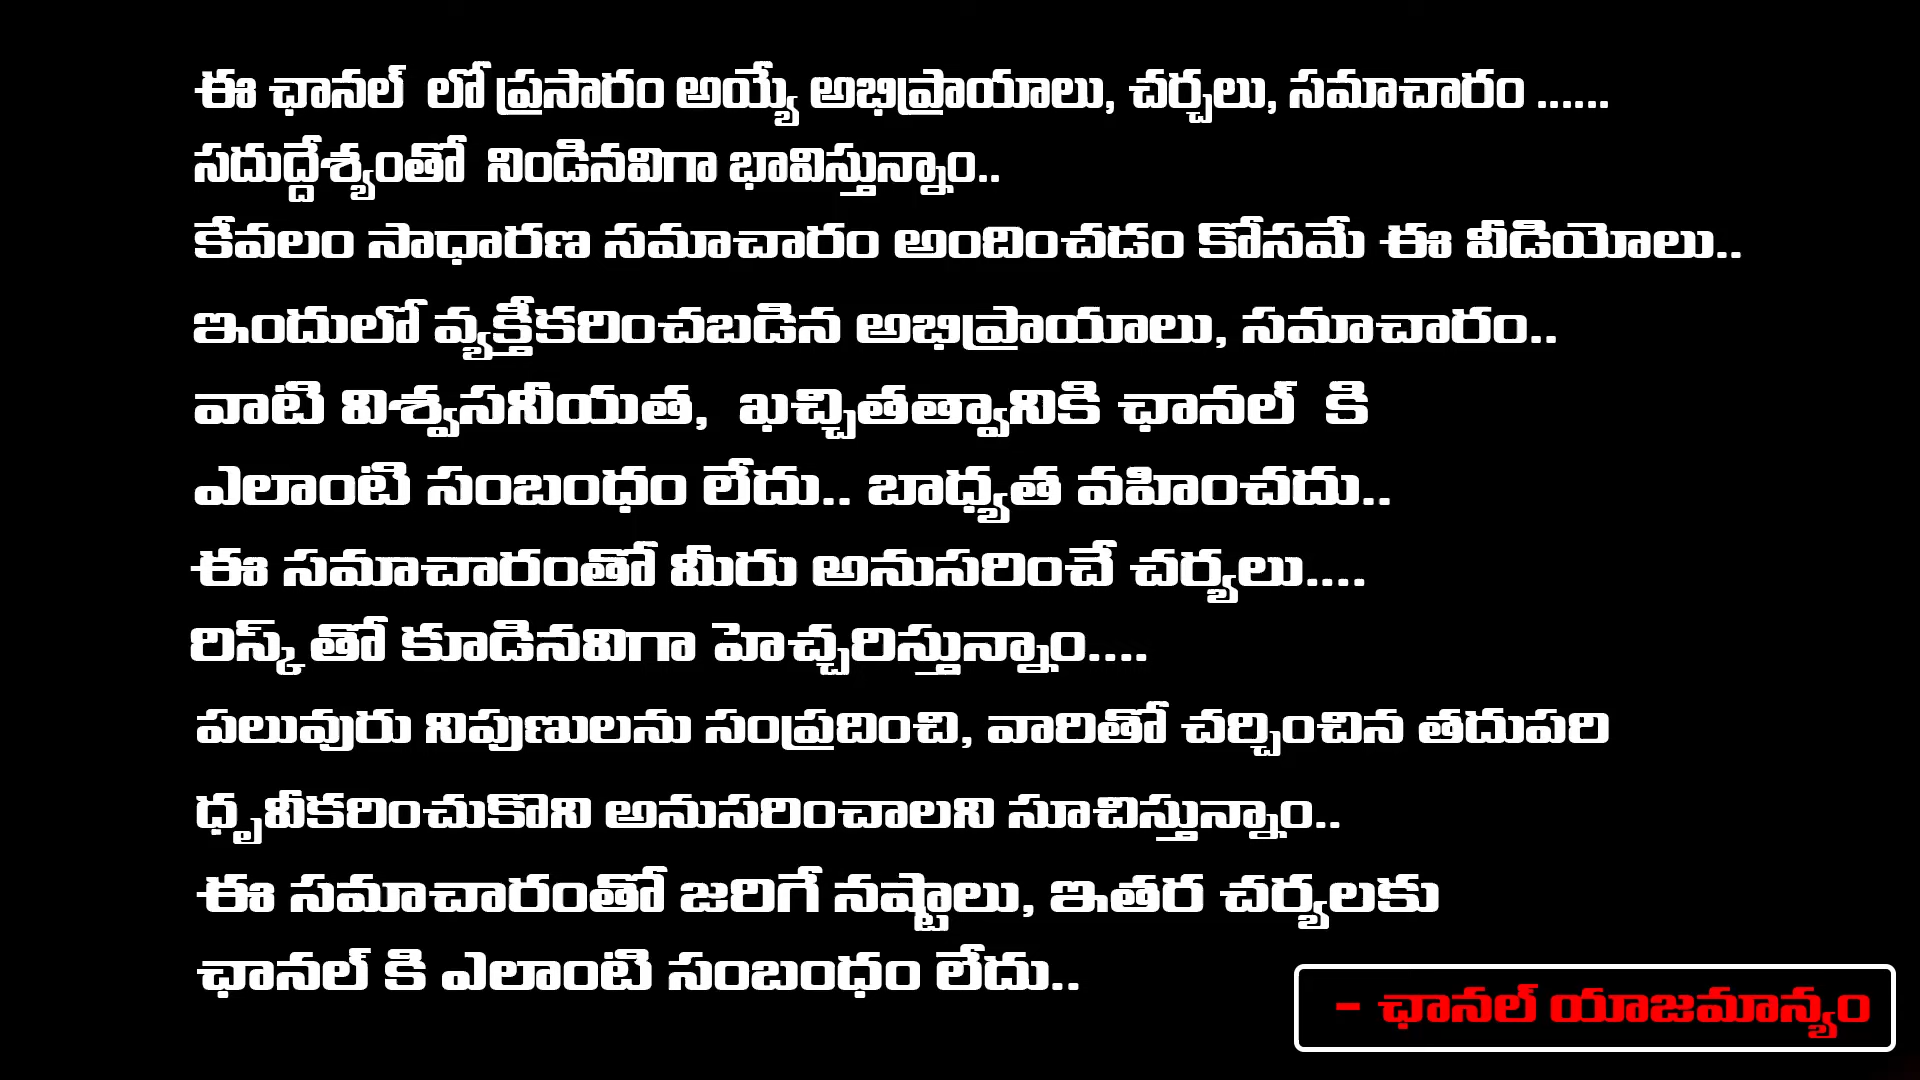 ఈ ఛానల్ లో ప్రసారం అయ్యే అభిప్రాయాలు, చర్చలు, సమాచారం ......
సదుద్దేశ్యంతో నిండినవిగా భావిస్తున్నాం..
కేవలం సాధారణ సమాచారం అందించడం కోసమే ఈ వీడియోలు..
ఇందులో వ్యక్తీకరించబడిన అభిప్రాయాలు, సమాచారం..
వాటి విశ్వసనీయత, ఖచ్చితత్వానికి ఛానల్ కి
ఎలాంటి సంబంధం లేదు.. బాధ్యత వహించదు..
ఈ సమాచారంతో మీరు అనుసరించే చర్యలు....
రిస్క్ తో కూడినవిగా హెచ్చరిస్తున్నాం....
పలువురు నిపుణులను సంప్రదించి, వారితో చర్చించిన తదుపరి
ధృవీకరించుకొని అనుసరించాలని సూచిస్తున్నాం..
ఈ సమాచారంతో జరిగే నష్టాలు, ఇతర చర్యలకు
ఛానల్ కి ఎలాంటి సంబంధం లేదు..
- ఛానల్ యాజమాన్యం